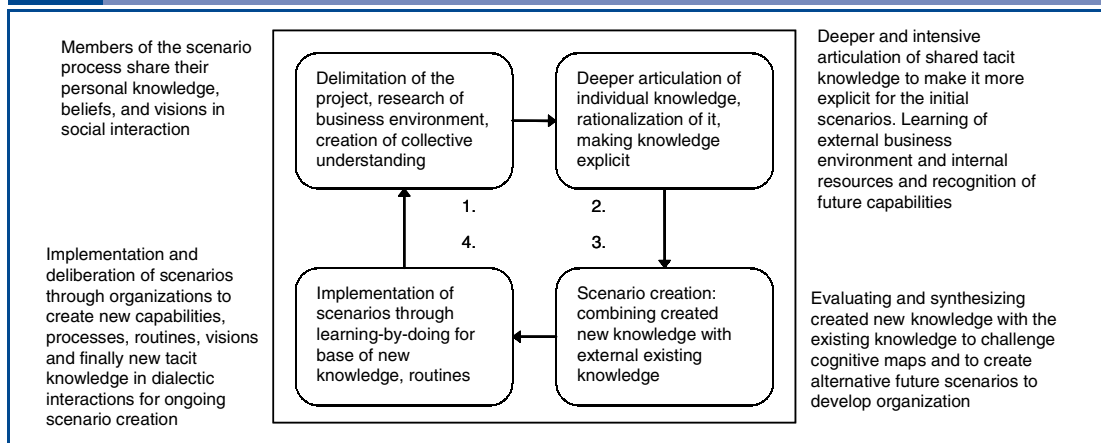 Members of the scenario
process share their
personal knowledge,
beliefs, and visions in
social interaction
Delimitation of the
project, research of
business environment,
creation of collective
understanding
Deeper articulation of
individual knowledge,
rationalization of it,
making knowledge
explicit
Deeper and intensive
articulation of shared tacit
knowledge to make it more
explicit for the initial
scenarios. Learning of
external business
environment and internal
resources and recognition of
future capabilities
1.
2.
4.
3.
Implementation and
deliberation of scenarios
through organizations to
create new capabilities,
processes, routines, visions
and finally new tacit
knowledge in dialectic
interactions for ongoing
scenario creation
Implementation of
scenarios through
learning-by-doing for
base of new
knowledge, routines
Scenario creation:
combining created
new knowledge with
external existing
knowledge
Evaluating and synthesizing
created new knowledge with the
existing knowledge to challenge
cognitive maps and to create
alternative future scenarios to
develop organization